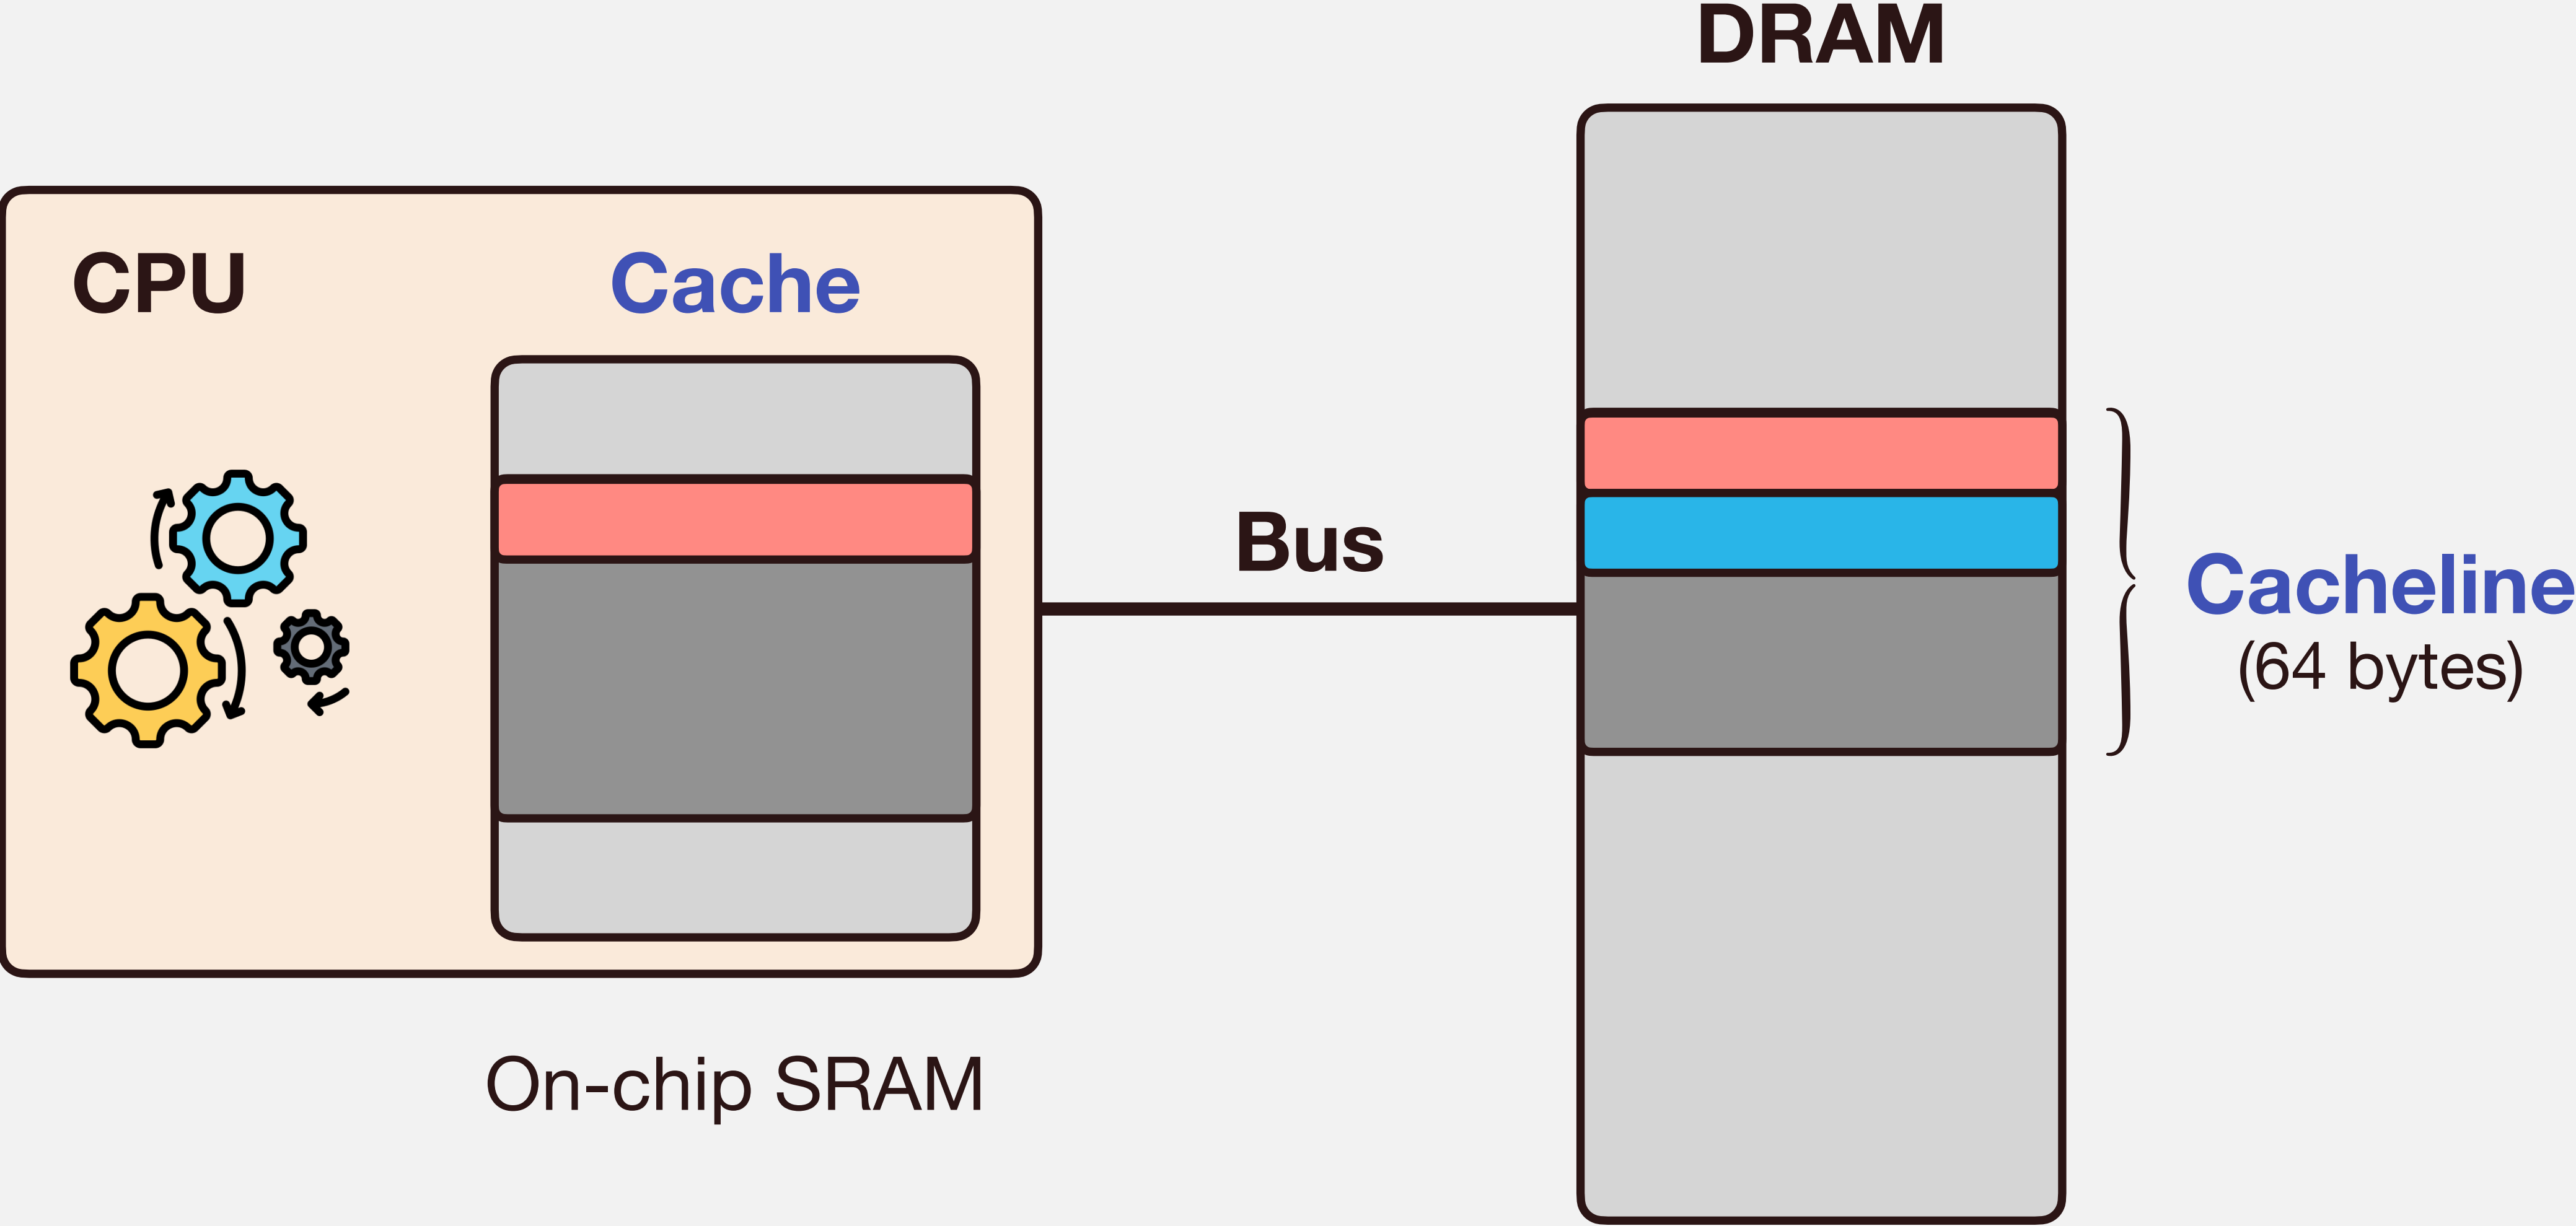 DRAM
CPU
Cache
Bus
Cacheline
(64 bytes)
On-chip SRAM